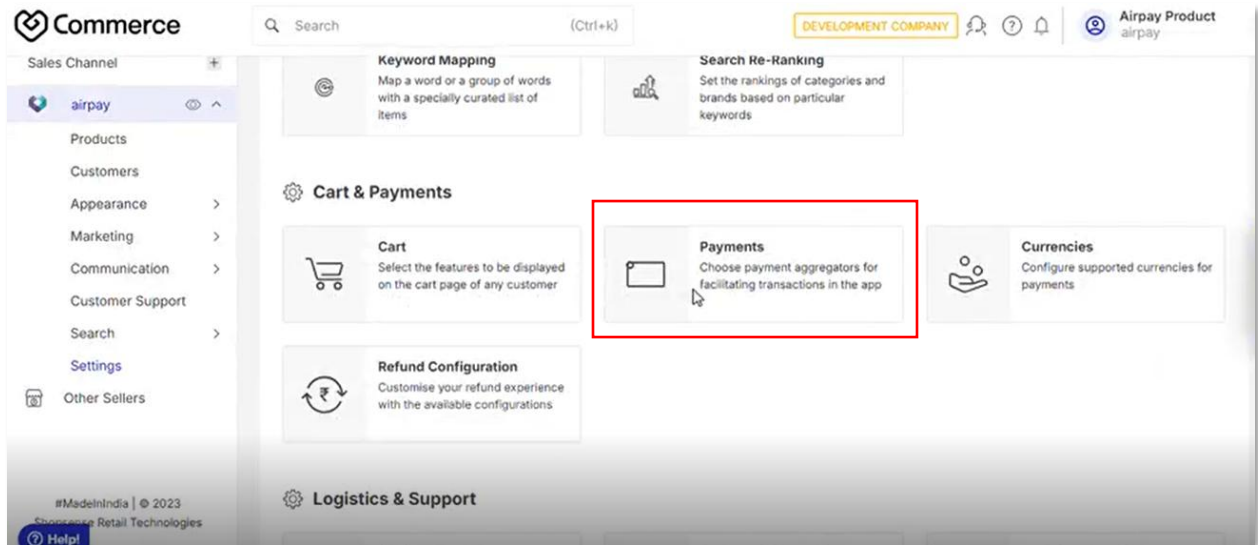 Commerce
Search (Ctrl+k)
DEVELOPMENT COMPANY
Airpay Product
airpay
Sales Channel
airpay
Products
Customers
Appearance
Marketing
Communication
Customer Support
Search
Settings
Other Sellers
#MadeInIndia | © 2023
Shopsense Retail Technologies
Help!
Keyword Mapping
Map a word or a group of words
with a specially curated list of
items
Search Re-Ranking
Set the rankings of categories and
brands based on particular
keywords
Cart & Payments
Cart
Select the features to be displayed
on the cart page of any customer
Payments
Choose payment aggregators for
facilitating transactions in the app
Currencies
Configure supported currencies for
payments
₹
Refund Configuration
Customise your refund experience
with the available configurations
Logistics & Support